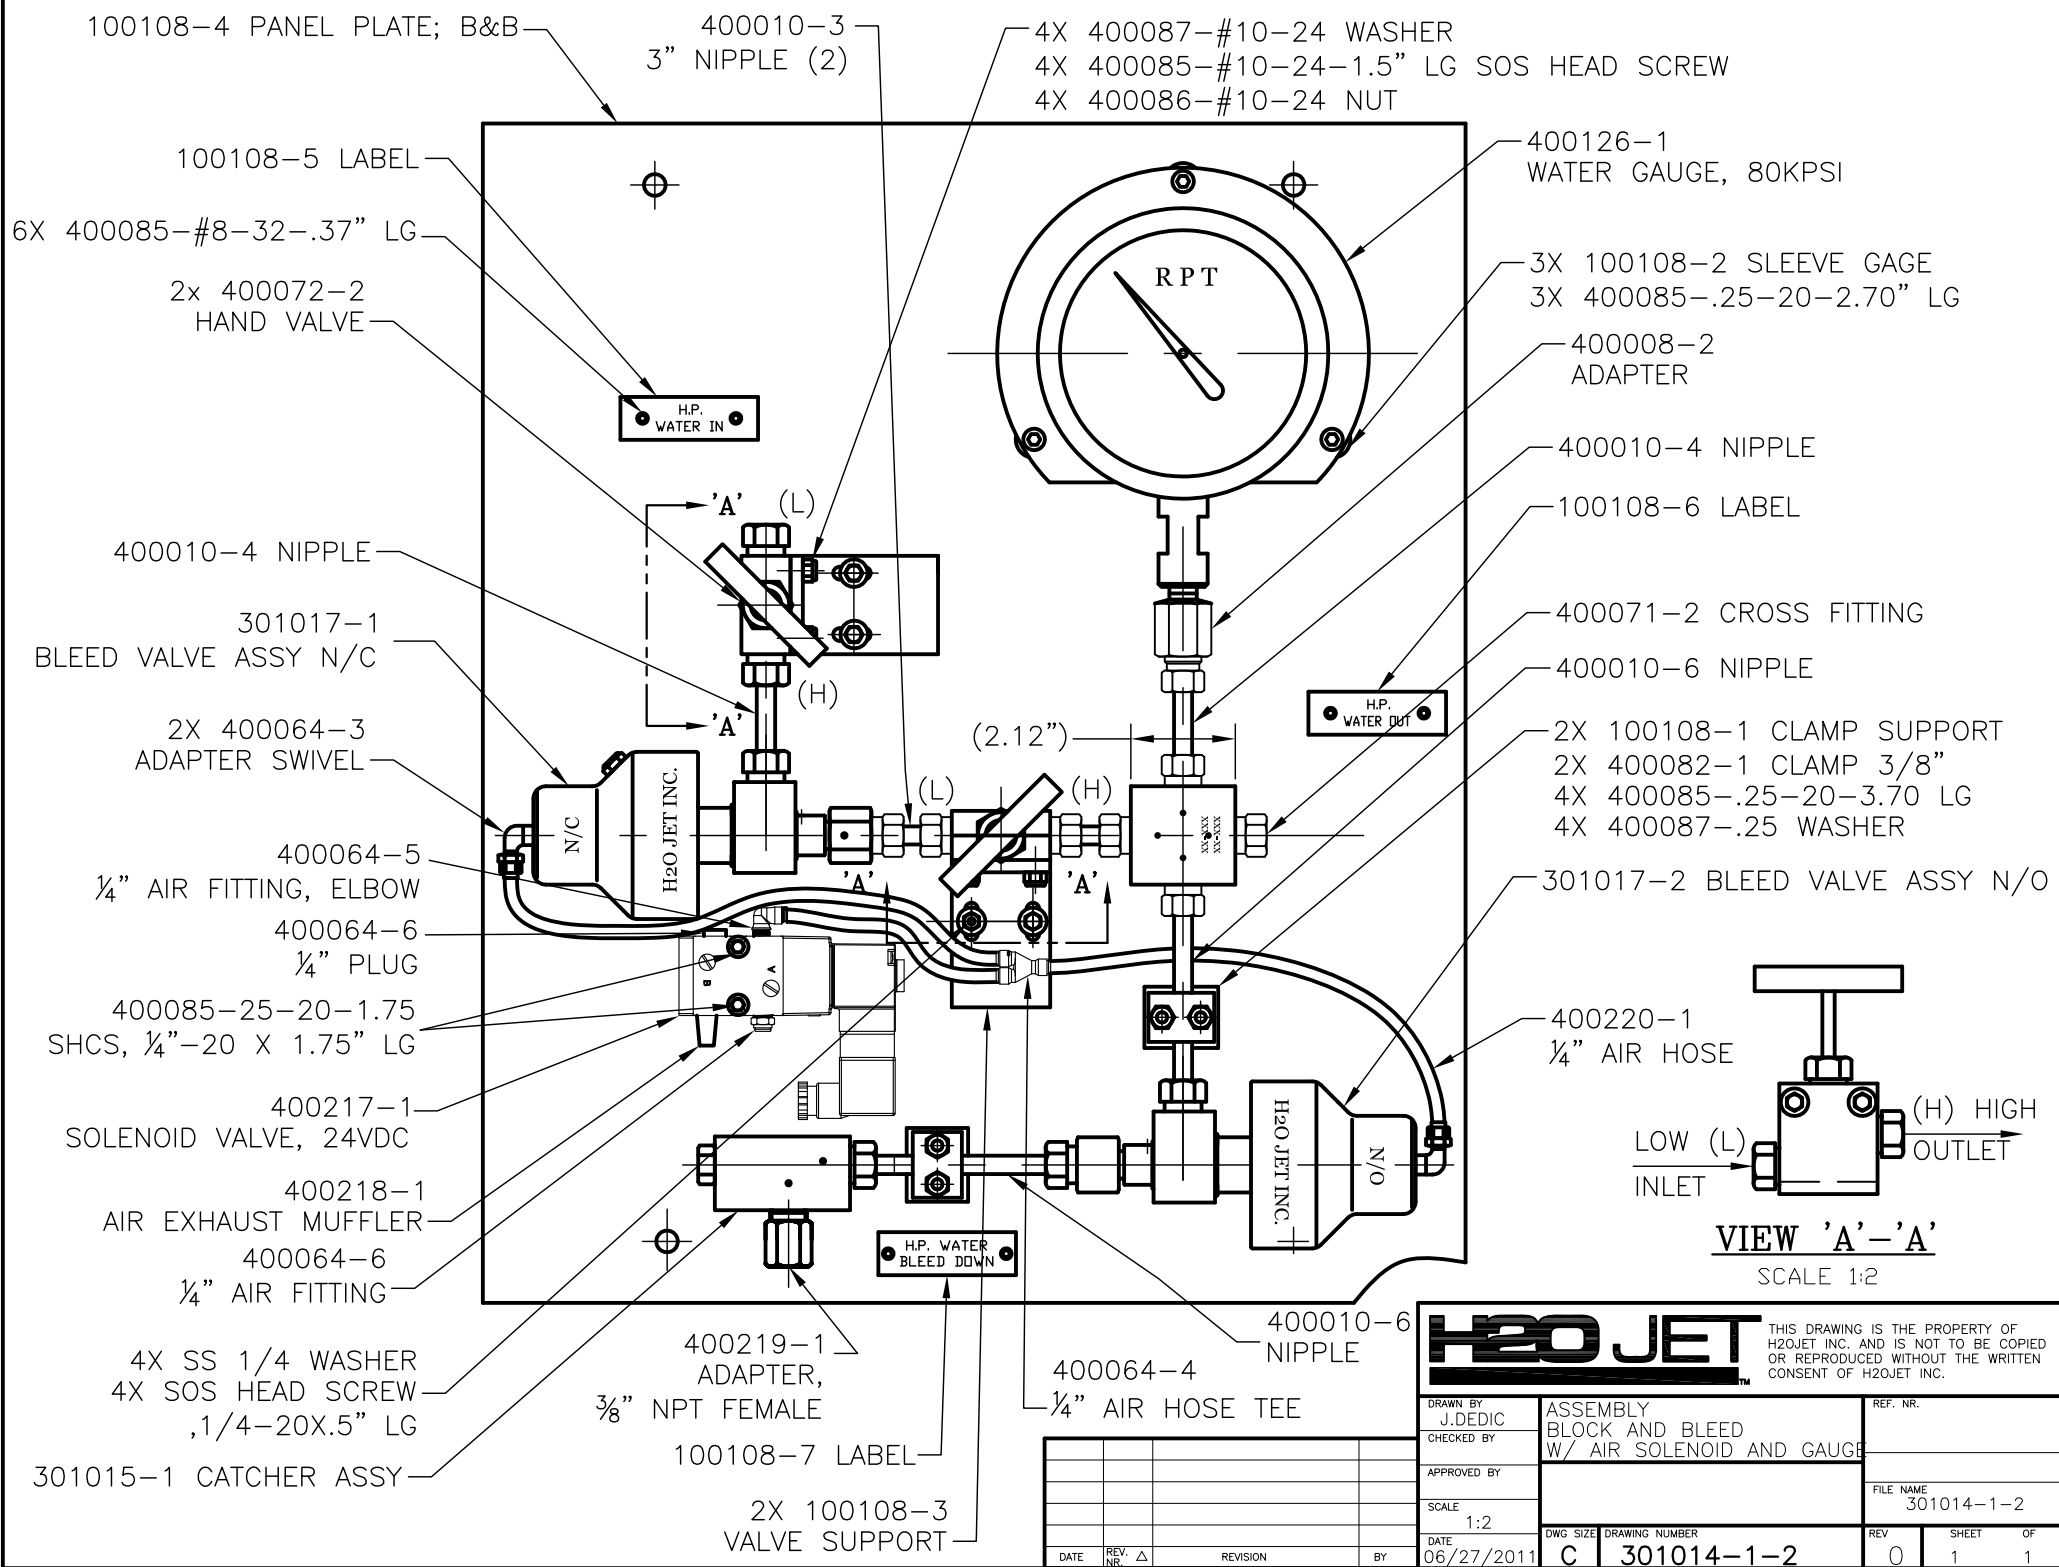 100108-4 PANEL PLATE; B&B
400010-3
3" NIPPLE (2)
4X 400087-#10-24 WASHER
4X 400085-#10-24-1.5" LG SOS HEAD SCREW
4X 400086-#10-24 NUT
100108-5 LABEL
6X 400085-#8-32-.37" LG
2x 400072-2
HAND VALVE
400126-1
WATER GAUGE, 80KPSI
3X 100108-2 SLEEVE GAGE
3X 400085-.25-20-2.70" LG
400008-2
ADAPTER
RPT
H.P.
WATER IN
400010-4 NIPPLE
100108-6 LABEL
'A' (L)
400010-4 NIPPLE
301017-1
BLEED VALVE ASSY N/C
(H)
'A'
400071-2 CROSS FITTING
400010-6 NIPPLE
H.P.
WATER OUT
2X 400064-3
ADAPTER SWIVEL
(2.12")
2X 100108-1 CLAMP SUPPORT
2X 400082-1 CLAMP 3/8"
4X 400085-.25-20-3.70 LG
4X 400087-.25 WASHER
N/C
H2O JET INC.
(L)
(H)
XX-XXX
XX-XXX
'A'
'A'
400064-5
¼" AIR FITTING, ELBOW
400064-6
¼" PLUG
B
A
301017-2 BLEED VALVE ASSY N/O
400085-25-20-1.75
SHCS, ¼"-20 X 1.75" LG
400220-1
¼" AIR HOSE
400217-1
SOLENOID VALVE, 24VDC
400218-1
AIR EXHAUST MUFFLER
400064-6
¼" AIR FITTING
H2O JET INC.
N/O
LOW (L)
INLET
(H) HIGH
OUTLET
VIEW 'A'-'A'
SCALE 1:2
H.P. WATER
BLEED DOWN
4X SS 1/4 WASHER
4X SOS HEAD SCREW
,1/4-20X.5" LG
301015-1 CATCHER ASSY
400219-1
ADAPTER,
⅜" NPT FEMALE
100108-7 LABEL
2X 100108-3
VALVE SUPPORT
400010-6
NIPPLE
400064-4
¼" AIR HOSE TEE
H2O JET TM
THIS DRAWING IS THE PROPERTY OF
H2OJET INC. AND IS NOT TO BE COPIED
OR REPRODUCED WITHOUT THE WRITTEN
CONSENT OF H2OJET INC.
DRAWN BY
J.DEDIC
CHECKED BY
APPROVED BY
SCALE
1:2
DATE
06/27/2011
ASSEMBLY
BLOCK AND BLEED
W/ AIR SOLENOID AND GAUGE
REF. NR.
FILE NAME
301014-1-2
DWG SIZE
C
DRAWING NUMBER
301014-1-2
REV
0
SHEET OF
1 1
DATE REV. NR. △ REVISION BY